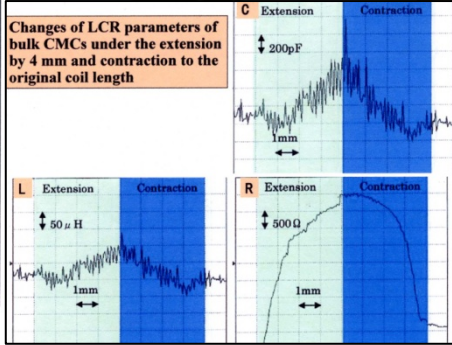 Changes of LCR parameters of
bulk CMCs under the extension
by 4 mm and contraction to the
original coil length
C
Extension
Contraction
200pF
1mm
L
Extension
Contraction
50 μ H
1mm
R
Extension
Contraction
500Ω
1mm